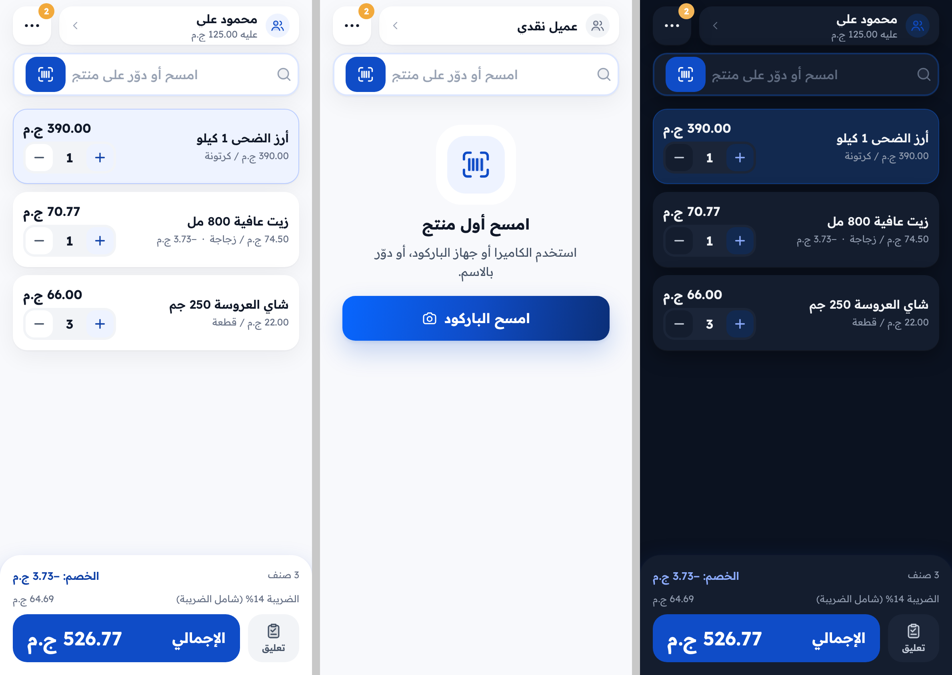 محمود على
عليه 125.00 ج.م
2
امسح أو دوّر على منتج
أرز الضحى 1 كيلو
390.00 ج.م / كرتونة
390.00 ج.م
1
زيت عافية 800 مل
74.50 ج.م / زجاجة · −3.73 ج.م
70.77 ج.م
1
شاي العروسة 250 جم
22.00 ج.م / قطعة
66.00 ج.م
3
3 صنف
الخصم: −3.73 ج.م
الضريبة 14% (شامل الضريبة)
64.69 ج.م
تعليق
الإجمالي
526.77 ج.م
عميل نقدى
2
امسح أو دوّر على منتج
امسح أول منتج
استخدم الكاميرا أو جهاز الباركود، أو دوّر
بالاسم.
امسح الباركود
محمود على
عليه 125.00 ج.م
2
امسح أو دوّر على منتج
أرز الضحى 1 كيلو
390.00 ج.م / كرتونة
390.00 ج.م
1
زيت عافية 800 مل
74.50 ج.م / زجاجة · −3.73 ج.م
70.77 ج.م
1
شاي العروسة 250 جم
22.00 ج.م / قطعة
66.00 ج.م
3
3 صنف
الخصم: −3.73 ج.م
الضريبة 14% (شامل الضريبة)
64.69 ج.م
تعليق
الإجمالي
526.77 ج.م